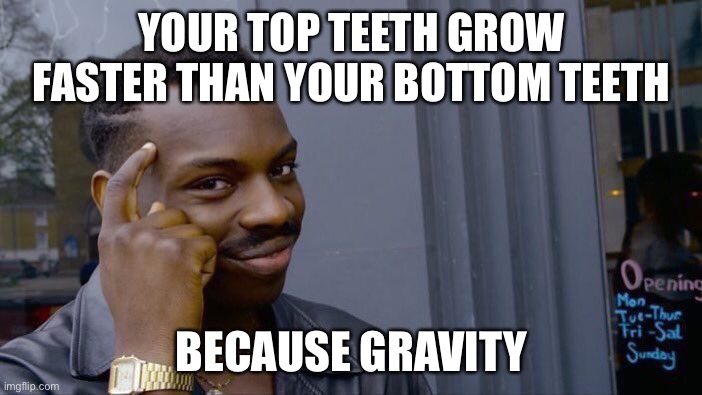 YOUR TOP TEETH GROW
FASTER THAN YOUR BOTTOM TEETH
Opening
Mon
Tue-Thur
Fri-Sat
Sunday
BECAUSE GRAVITY
imgflip.com